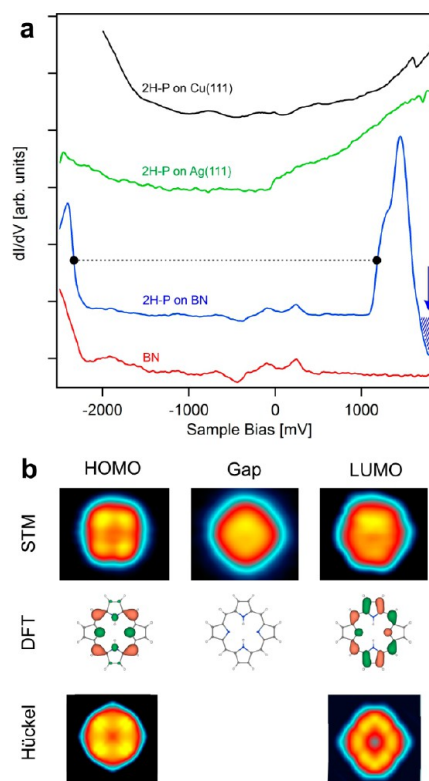 a
2H-P on Cu(111)
2H-P on Ag(111)
2H-P on BN
BN
dI/dV [arb. units]
-2000
-1000
0
1000
Sample Bias [mV]
b
HOMO
Gap
LUMO
STM
DFT
Hückel